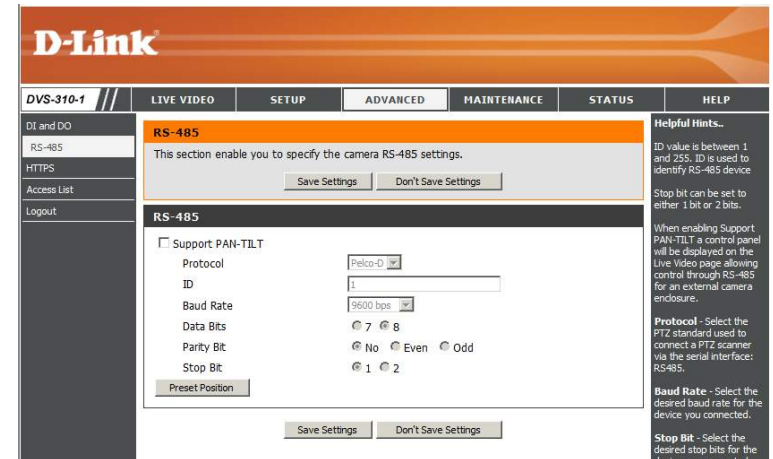 D-Link
DVS-310-1
LIVE VIDEO
SETUP
ADVANCED
MAINTENANCE
STATUS
HELP
DI and DO
RS-485
HTTPS
Access List
Logout
RS-485
This section enable you to specify the camera RS-485 settings.
Save Settings
Don't Save Settings
RS-485
Support PAN-TILT
Protocol
Pelco-D
ID
1
Baud Rate
9600 bps
Data Bits
7 8
Parity Bit
No Even Odd
Stop Bit
1 2
Preset Position
Save Settings
Don't Save Settings
Helpful Hints..
ID value is between 1
and 255. ID is used to
identify RS-485 device
Stop bit can be set to
either 1 bit or 2 bits.
When enabling Support
PAN-TILT a control panel
will be displayed on the
Live Video page allowing
control through RS-485
for an external camera
enclosure.
Protocol - Select the
PTZ standard used to
connect a PTZ scanner
via the serial interface:
RS485.
Baud Rate - Select the
desired baud rate for the
device you connected.
Stop Bit - Select the
desired stop bits for the